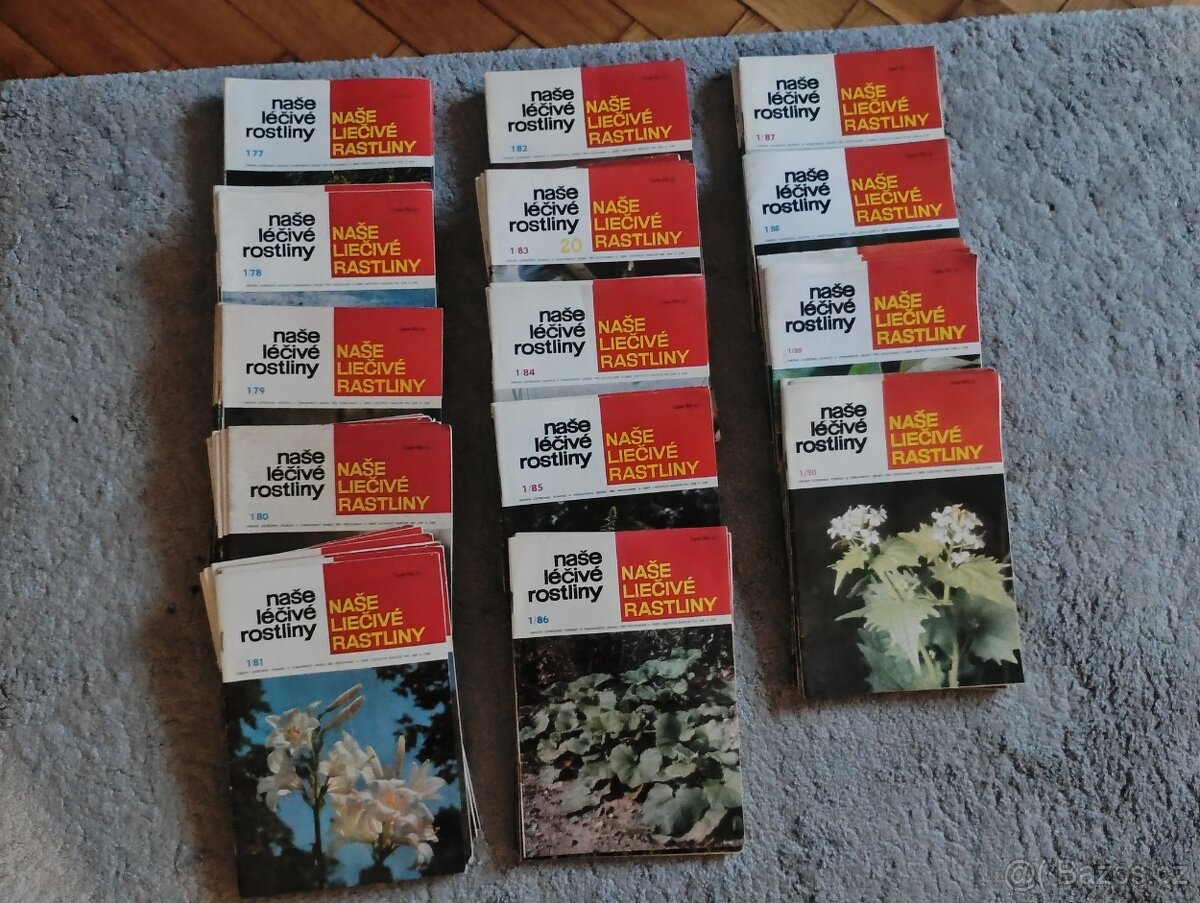 naše
léčivé
rostliny
NAŠE
LIEČIVÉ
RASTLINY
1/77
naše
léčivé
rostliny
NAŠE
LIEČIVÉ
RASTLINY
1/78
naše
léčivé
rostliny
NAŠE
LIEČIVÉ
RASTLINY
1/79
naše
léčivé
rostliny
NAŠE
LIEČIVÉ
RASTLINY
1/80
naše
léčivé
rostliny
NAŠE
LIEČIVÉ
RASTLINY
1/81
naše
léčivé
rostliny
NAŠE
LIEČIVÉ
RASTLINY
1/82
naše
léčivé
rostliny
NAŠE
LIEČIVÉ
RASTLINY
1/83 20
naše
léčivé
rostliny
NAŠE
LIEČIVÉ
RASTLINY
1/84
naše
léčivé
rostliny
NAŠE
LIEČIVÉ
RASTLINY
1/85
naše
léčivé
rostliny
NAŠE
LIEČIVÉ
RASTLINY
1/86
naše
léčivé
rostliny
NAŠE
LIEČIVÉ
RASTLINY
1/87
naše
léčivé
rostliny
NAŠE
LIEČIVÉ
RASTLINY
1/88
naše
léčivé
rostliny
NAŠE
LIEČIVÉ
RASTLINY
1/89
naše
léčivé
rostliny
NAŠE
LIEČIVÉ
RASTLINY
1/90
Bazos.cz